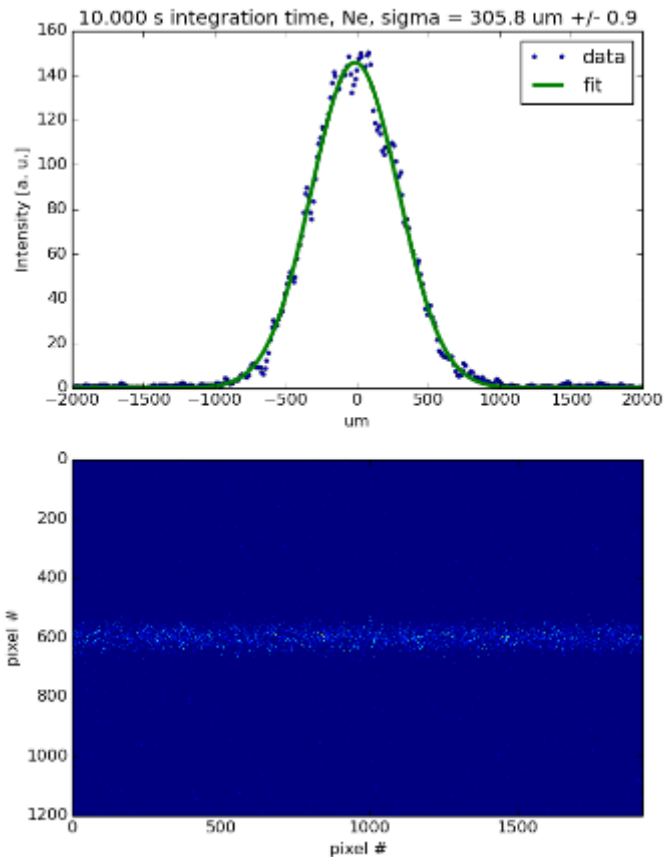 10.000 s integration time, Ne, sigma = 305.8 um +/- 0.9
160
140
120
100
80
60
40
20
0
Intensity [a. u.]
data
fit
−2000 −1500 −1000 −500 0 500 1000 1500 2000
um
0
200
400
600
800
1000
1200
pixel #
0 500 1000 1500
pixel #